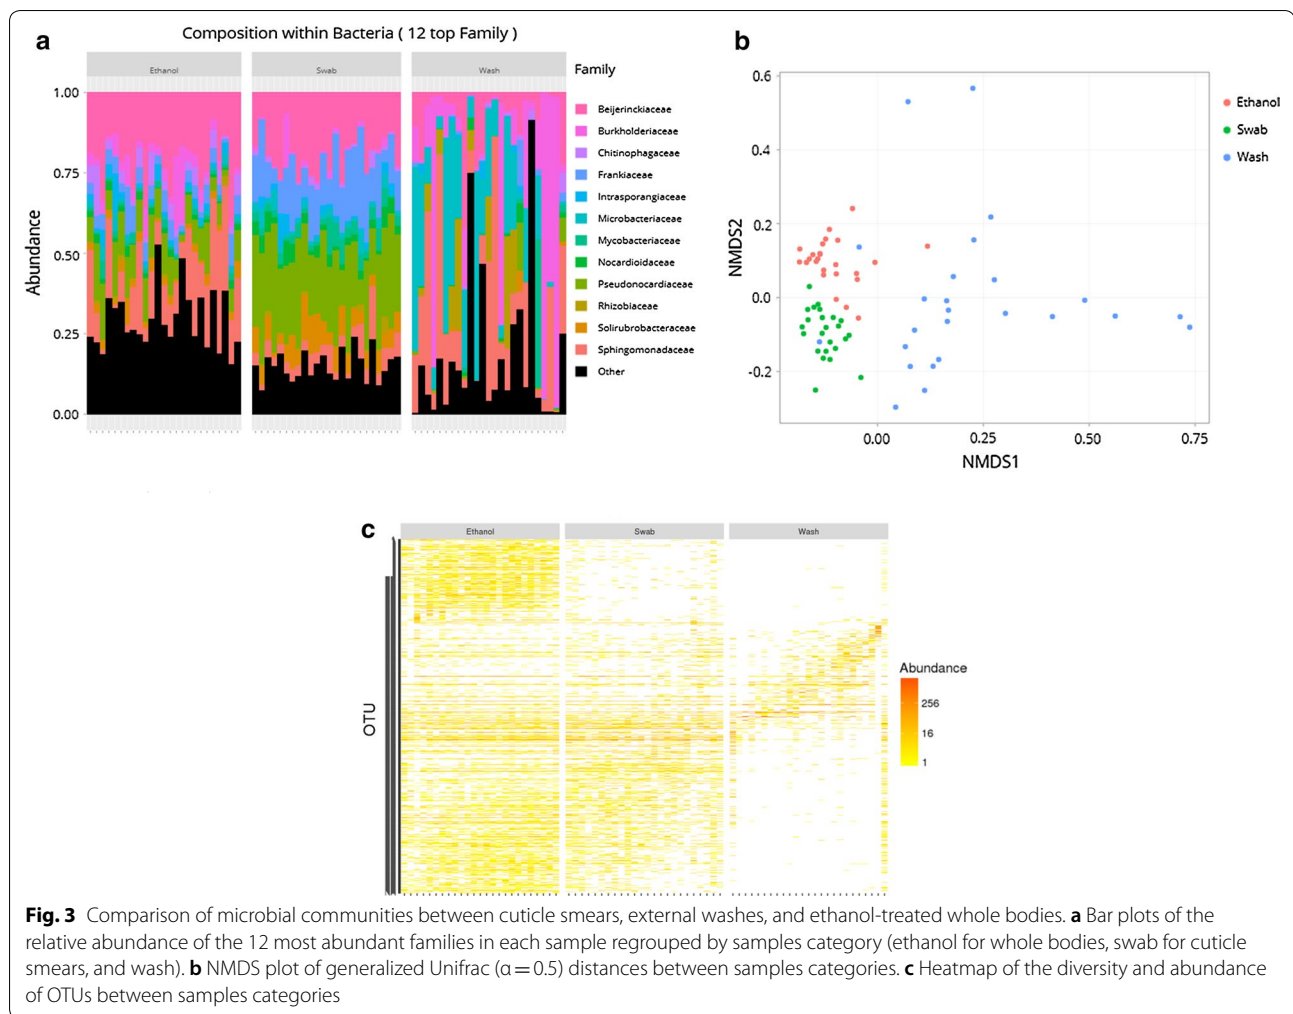 a
Composition within Bacteria ( 12 top Family )
Ethanol
Swab
Wash
Abundance
1.00
0.75
0.50
0.25
0.00
Family
Beijerinckiaceae
Burkholderiaceae
Chitinophagaceae
Frankiaceae
Intrasporangiaceae
Microbacteriaceae
Mycobacteriaceae
Nocardioidaceae
Pseudonocardiaceae
Rhizobiaceae
Solirubrobacteraceae
Sphingomonadaceae
Other
b
NMDS2
0.6
0.4
0.2
0.0
-0.2
0.00
0.25
0.50
0.75
NMDS1
Ethanol
Swab
Wash
c
Ethanol
Swab
Wash
OTU
Abundance
256
16
1
Fig. 3 Comparison of microbial communities between cuticle smears, external washes, and ethanol-treated whole bodies. a Bar plots of the
relative abundance of the 12 most abundant families in each sample regrouped by samples category (ethanol for whole bodies, swab for cuticle
smears, and wash). b NMDS plot of generalized Unifrac (α = 0.5) distances between samples categories. c Heatmap of the diversity and abundance
of OTUs between samples categories